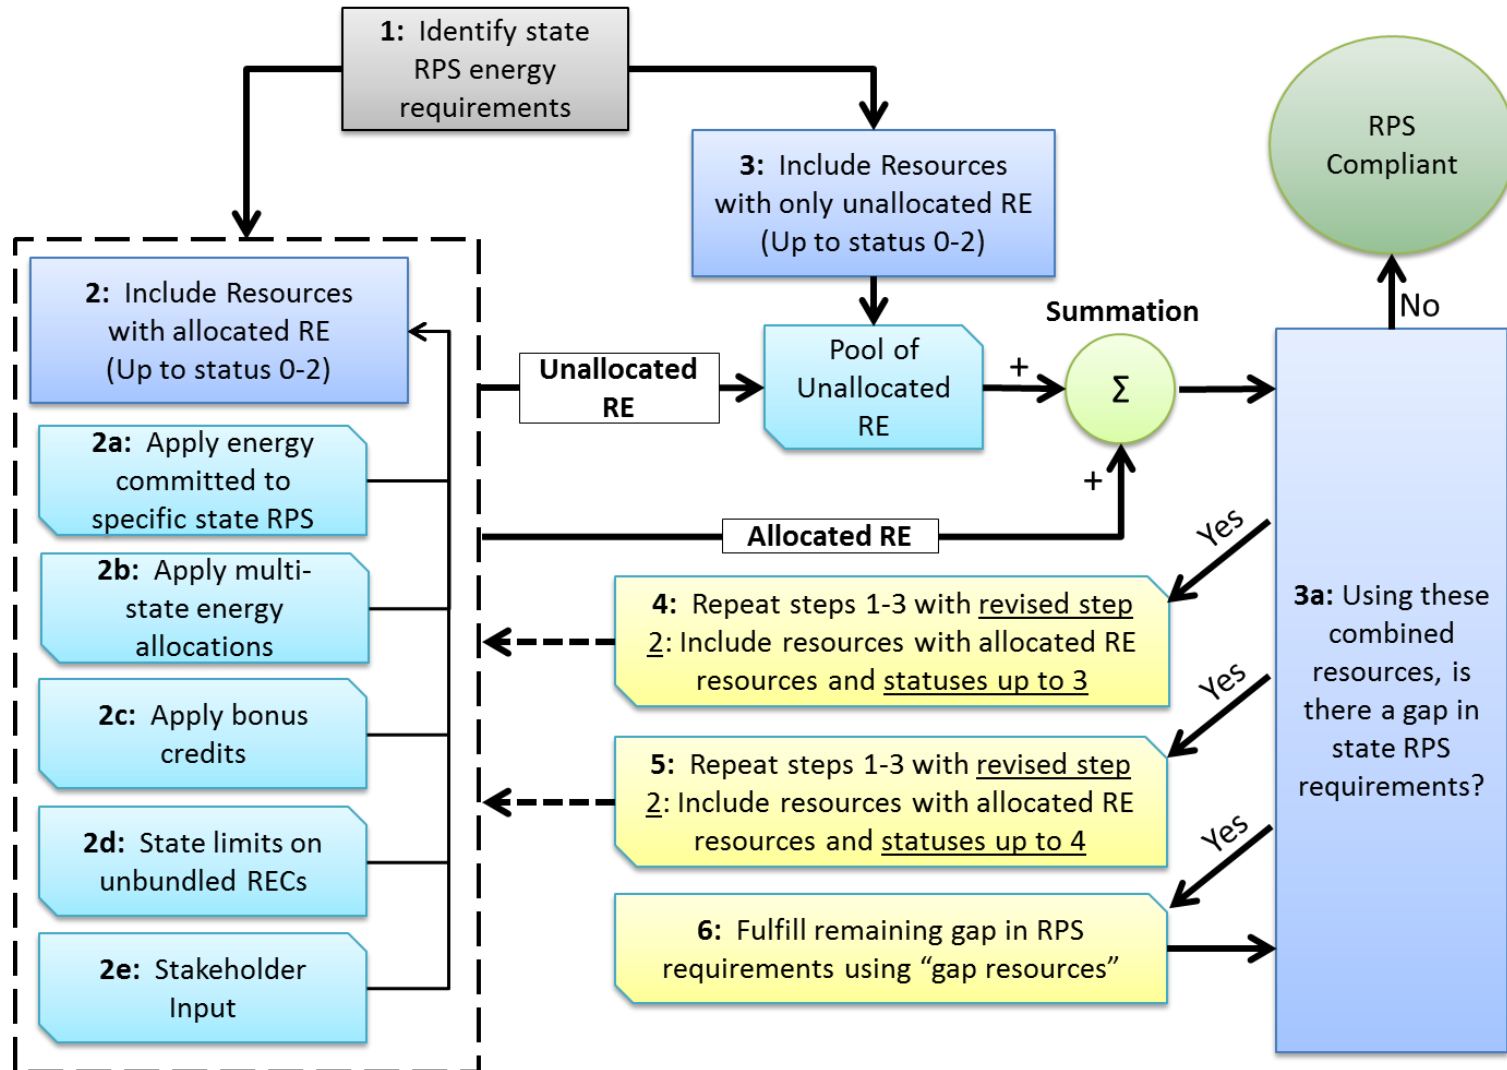 1: Identify state
RPS energy
requirements
RPS
Compliant
3: Include Resources
with only unallocated RE
(Up to status 0-2)
2: Include Resources
with allocated RE
(Up to status 0-2)
No
Summation
Unallocated
RE
Pool of
Unallocated
RE
+
Σ
2a: Apply energy
committed to
specific state RPS
+
Allocated RE
Yes
2b: Apply multi-
state energy
allocations
4: Repeat steps 1-3 with revised step
2: Include resources with allocated RE
resources and statuses up to 3
3a: Using these
combined
resources, is
there a gap in
state RPS
requirements?
Yes
2c: Apply bonus
credits
5: Repeat steps 1-3 with revised step
2: Include resources with allocated RE
resources and statuses up to 4
Yes
2d: State limits on
unbundled RECs
6: Fulfill remaining gap in RPS
requirements using “gap resources”
2e: Stakeholder
Input